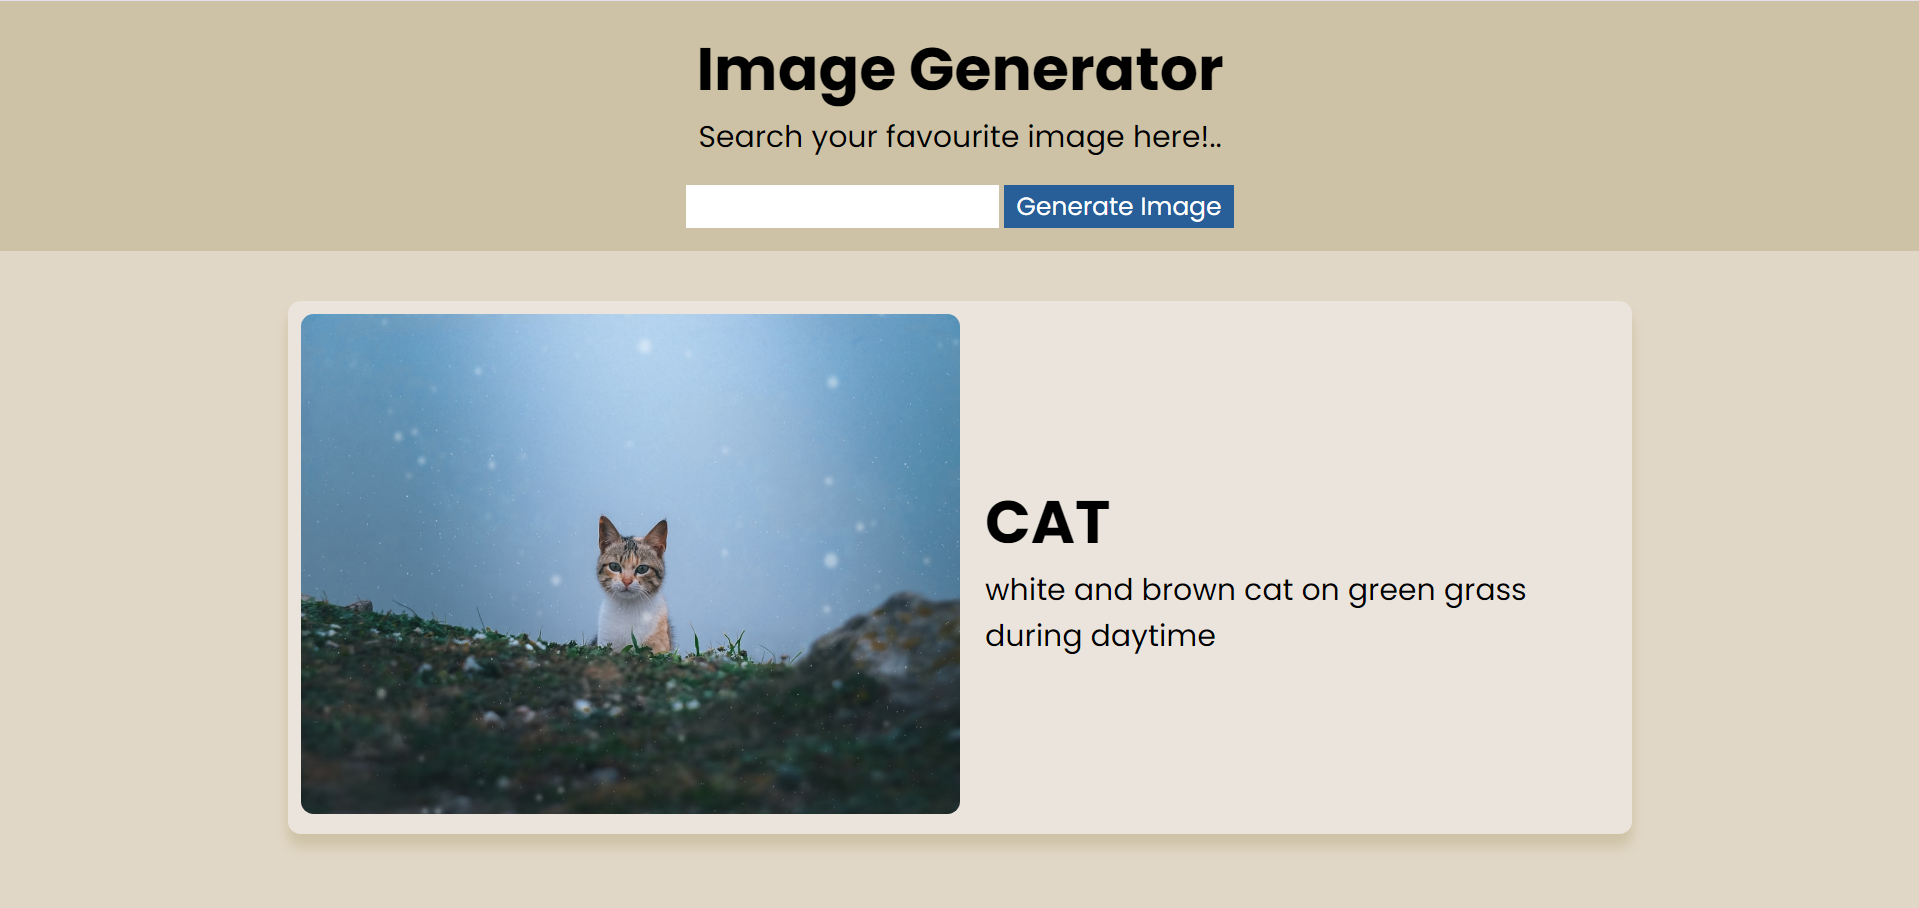 Image Generator
Search your favourite image here!..
Generate Image
CAT
white and brown cat on green grass
during daytime